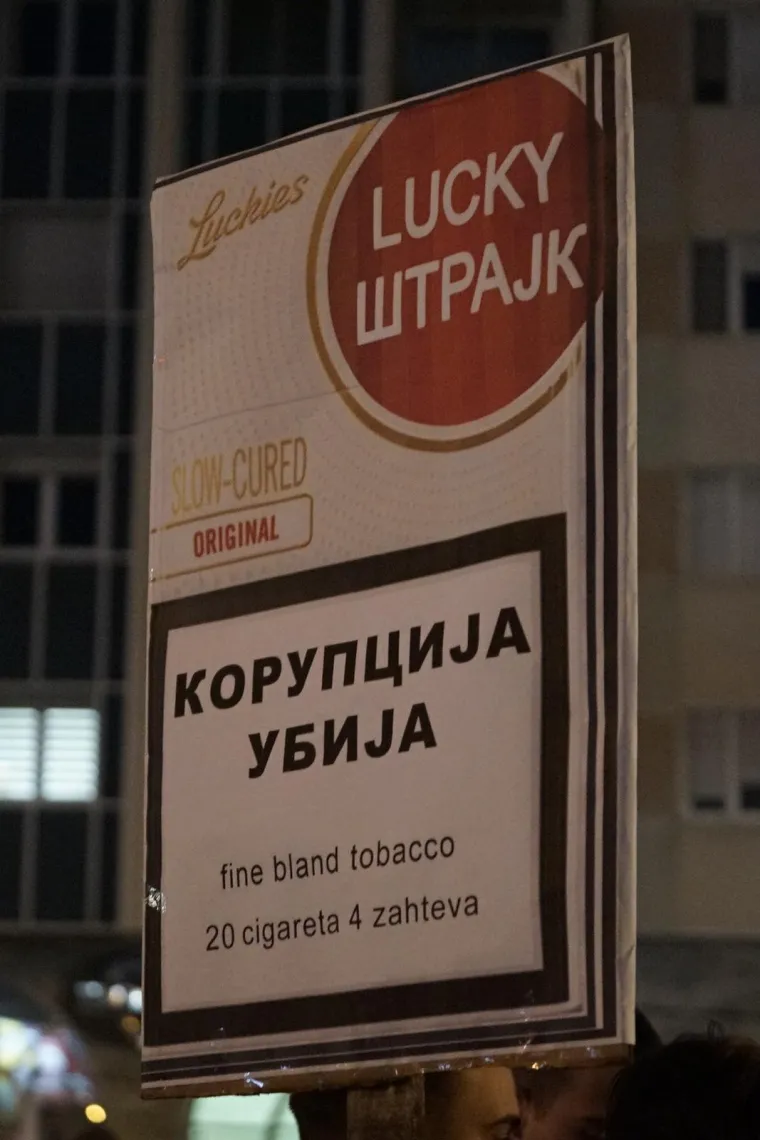 Luckies
LUCKY
ШТРАЈК
SLOW-CURED
ORIGINAL
КОРУПЦИЈА
УБИЈА
fine bland tobacco
20 cigareta 4 zahteva